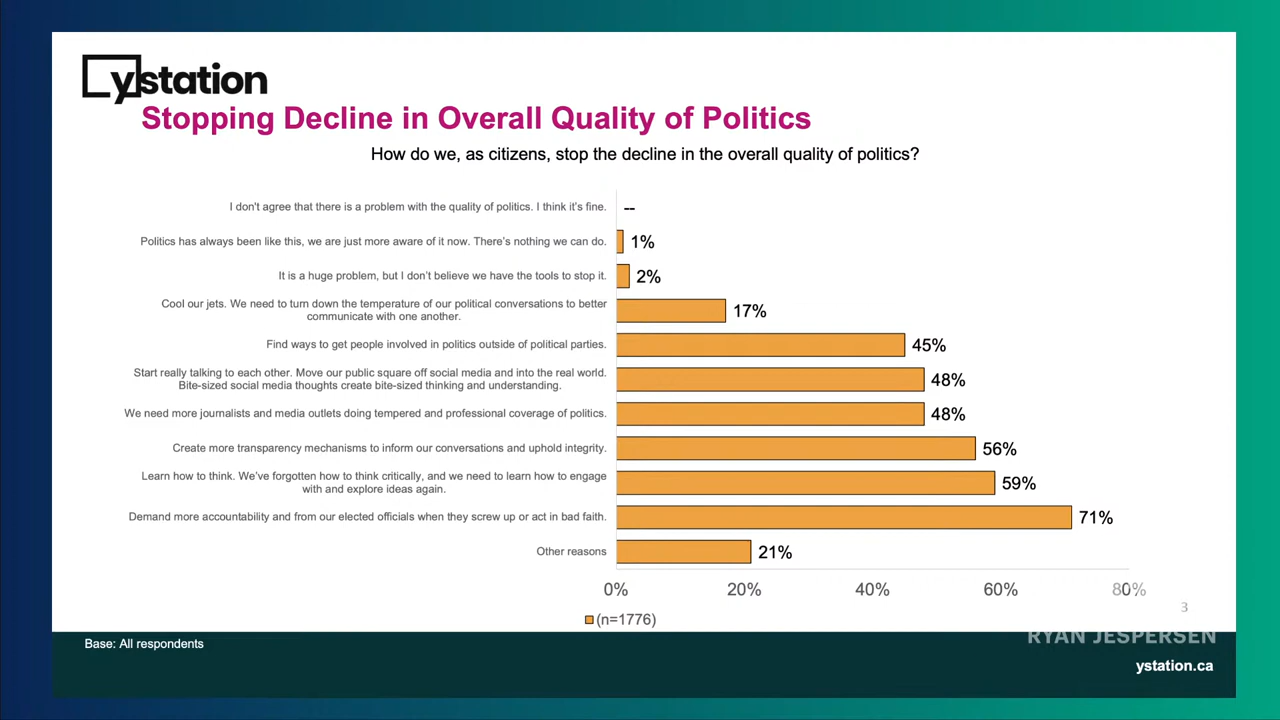 ystation
Stopping Decline in Overall Quality of Politics
How do we, as citizens, stop the decline in the overall quality of politics?
I don't agree that there is a problem with the quality of politics. I think it's fine.
--
Politics has always been like this, we are just more aware of it now. There's nothing we can do.
1%
It is a huge problem, but I don't believe we have the tools to stop it.
2%
Cool our jets. We need to turn down the temperature of our political conversations to better
communicate with one another.
17%
Find ways to get people involved in politics outside of political parties.
45%
Start really talking to each other. Move our public square off social media and into the real world.
Bite-sized social media thoughts create bite-sized thinking and understanding.
48%
We need more journalists and media outlets doing tempered and professional coverage of politics.
48%
Create more transparency mechanisms to inform our conversations and uphold integrity.
56%
Learn how to think. We've forgotten how to think critically, and we need to learn how to engage
with and explore ideas again.
59%
Demand more accountability and from our elected officials when they screw up or act in bad faith.
71%
Other reasons
21%
0% 20% 40% 60% 80%
(n=1776)
3
RYAN JESPERSEN
Base: All respondents
ystation.ca